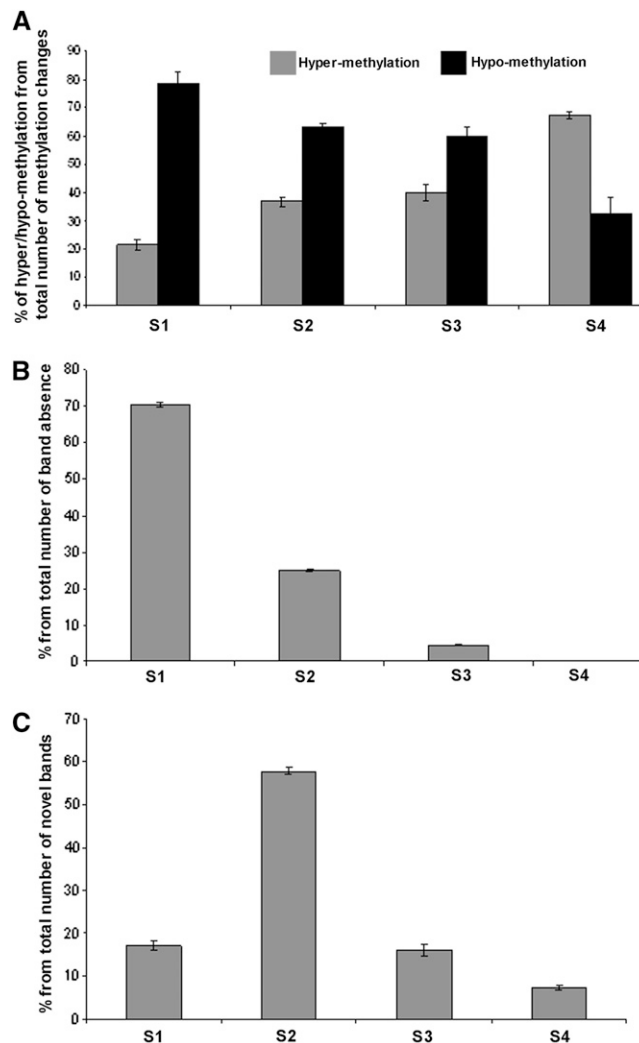 A
% of hyper/hypo-methylation from
total number of methylation changes
90
80
70
60
50
40
30
20
10
0
Hyper-methylation
Hypo-methylation
S1 S2 S3 S4
B
% from total number of band absence
80
70
60
50
40
30
20
10
0
S1 S2 S3 S4
C
% from total number of novel bands
70
60
50
40
30
20
10
0
S1 S2 S3 S4